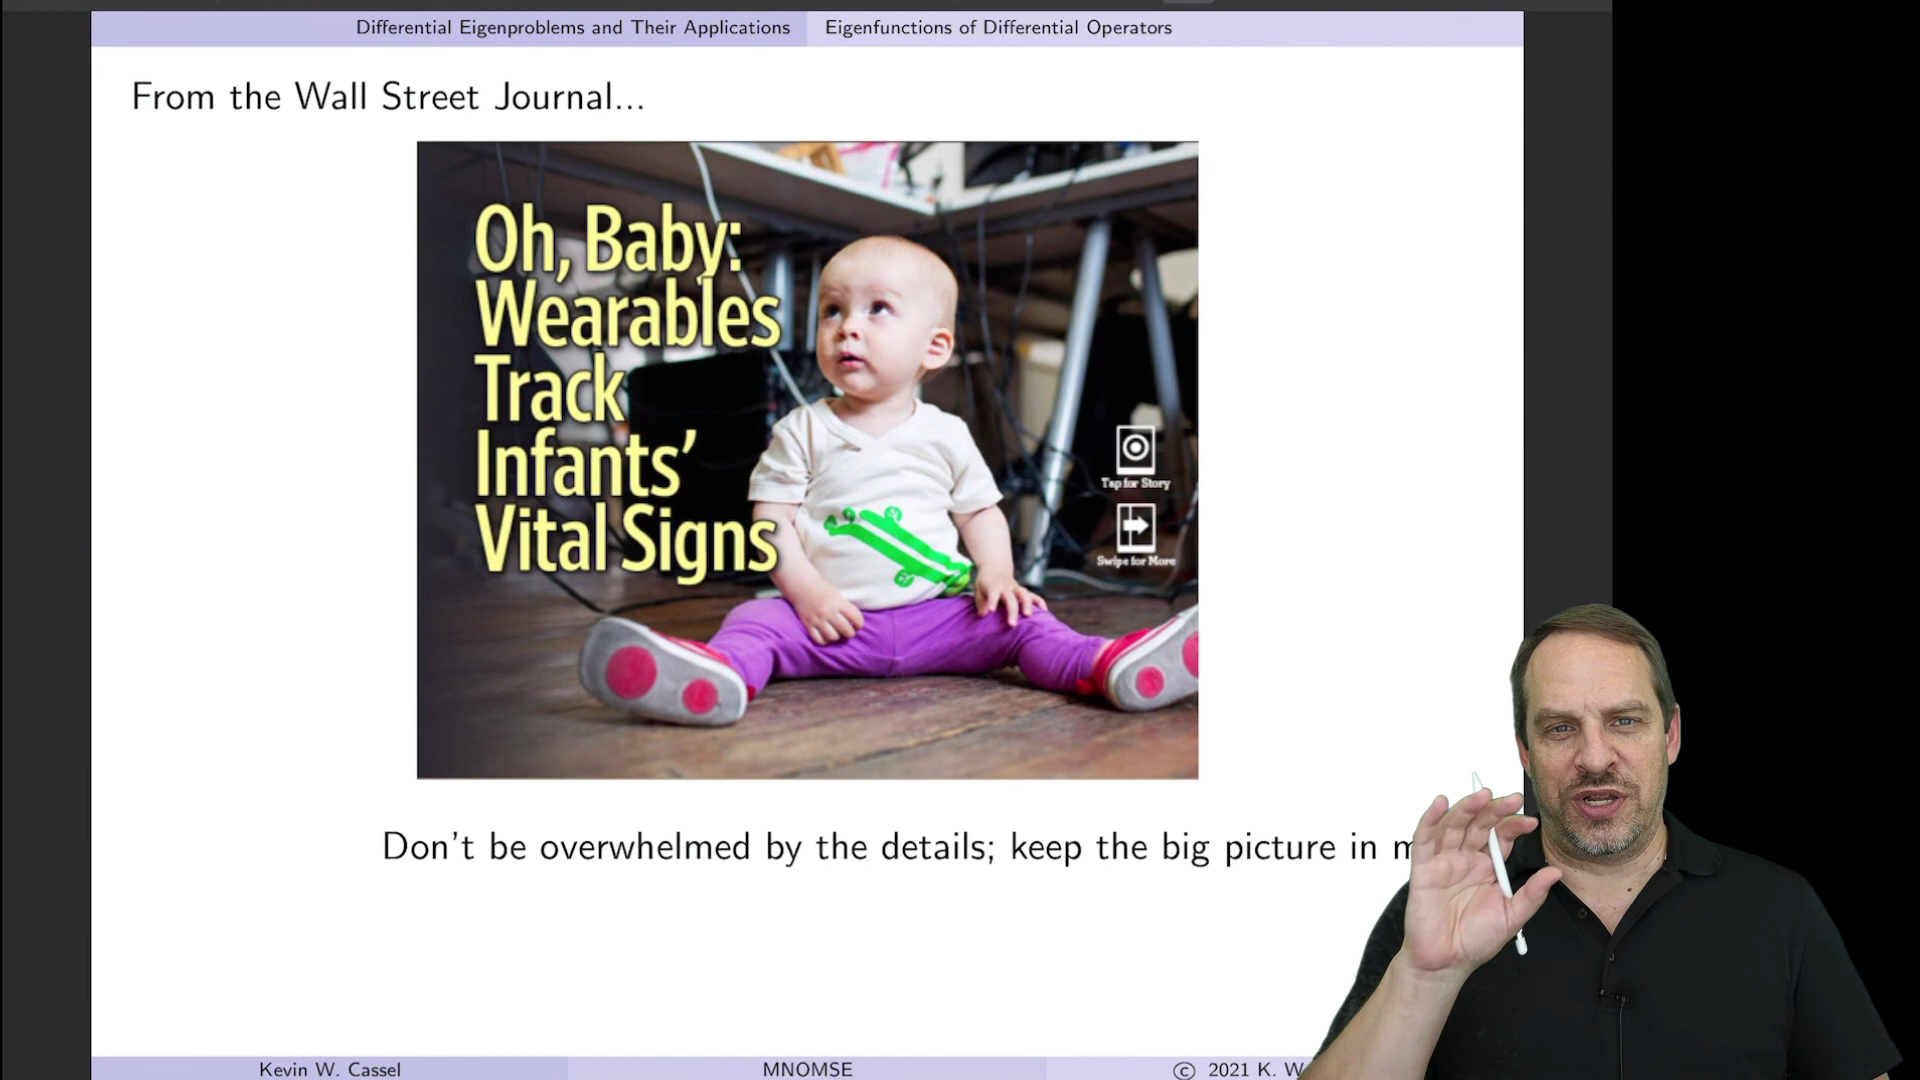 Differential Eigenproblems and Their Applications Eigenfunctions of Differential Operators
From the Wall Street Journal...
Oh, Baby:
Wearables
Track
Infants'
Vital Signs
Tap for Story
Swipe for More
Don't be overwhelmed by the details; keep the big picture in
Kevin W. Cassel MNOMSE © 2021 K. W